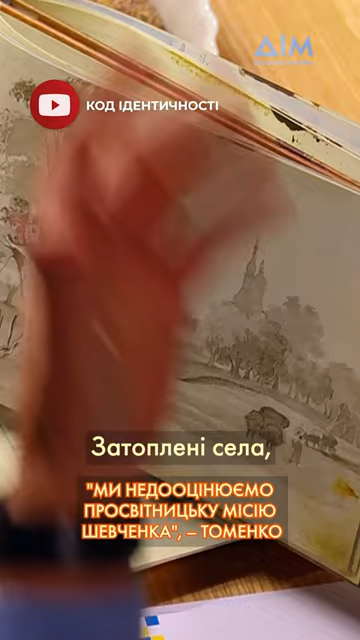 ДІМ
КОД ІДЕНТИЧНОСТІ
Затоплені села,
"МИ НЕДООЦІНЮЄМО
ПРОСВІТНИЦЬКУ МІСІЮ
ШЕВЧЕНКА", – ТОМЕНКО